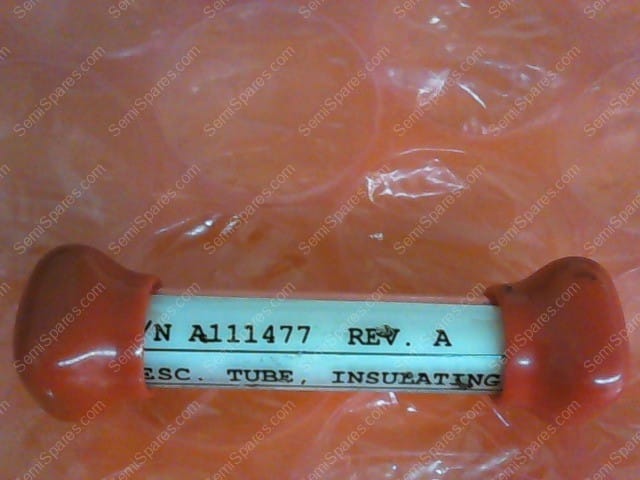 /N A111477 REV. A
ESC. TUBE, INSULATING
SemiSpares.com